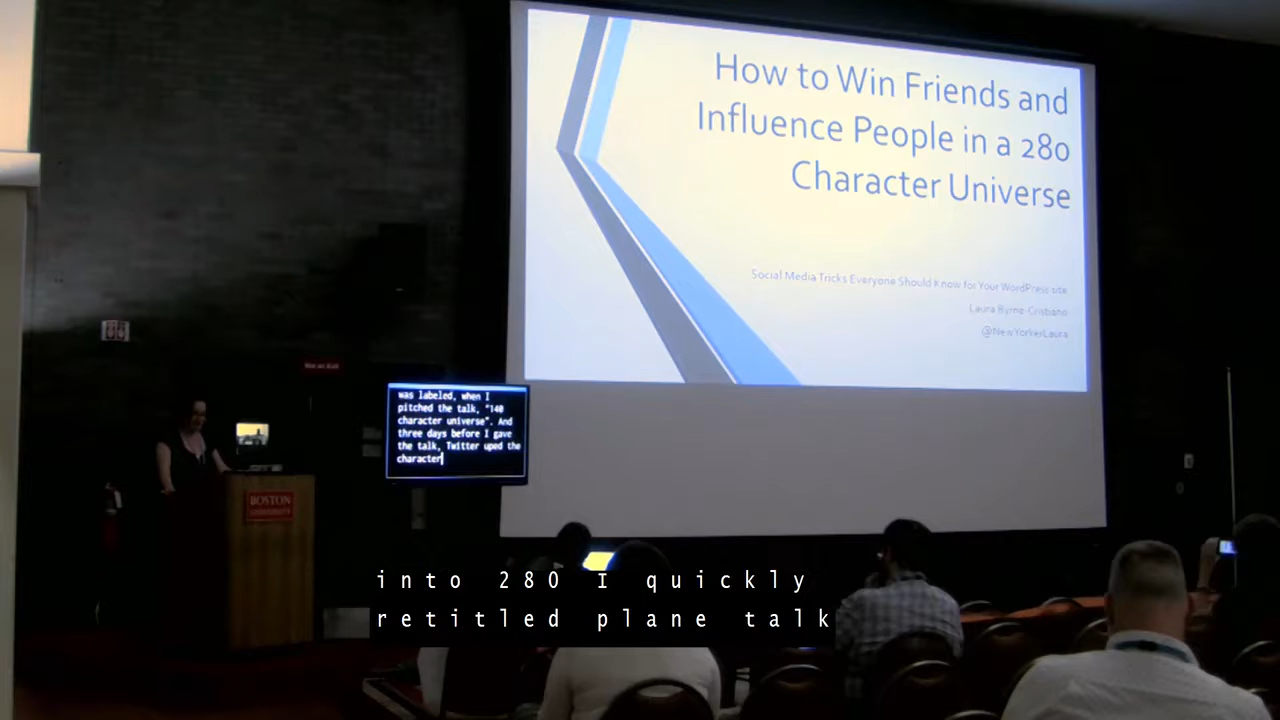 How to Win Friends and
Influence People in a 280
Character Universe
Social Media Tricks Everyone Should Know for Your WordPress site
Laura Byrne-Cristiano
@NewYorkerLaura
was labeled, when I
pitched the talk, "140
character universe". And
three days before I gave
the talk, Twitter uped the
character
BOSTON
UNIVERSITY
into 280 I quickly
retitled plane talk